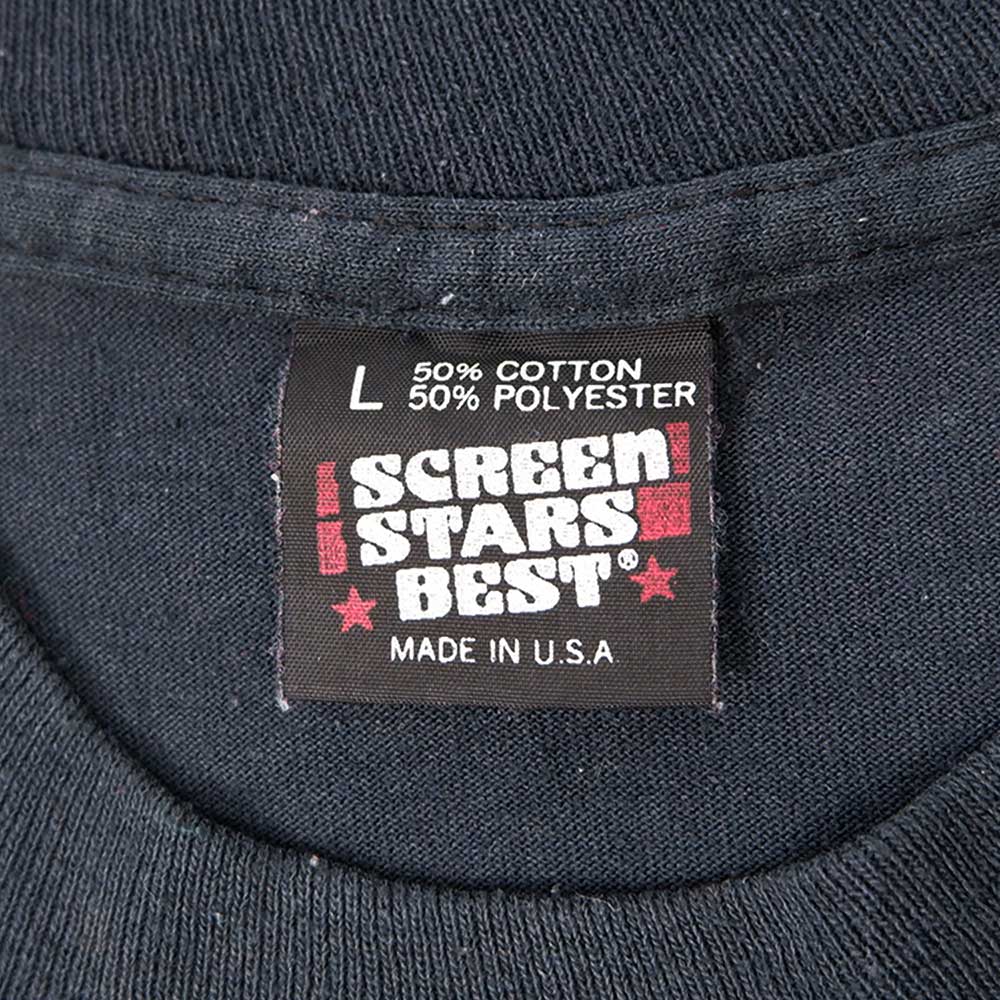 L 50% COTTON
50% POLYESTER
SCREEN
STARS
BEST®
MADE IN U.S.A